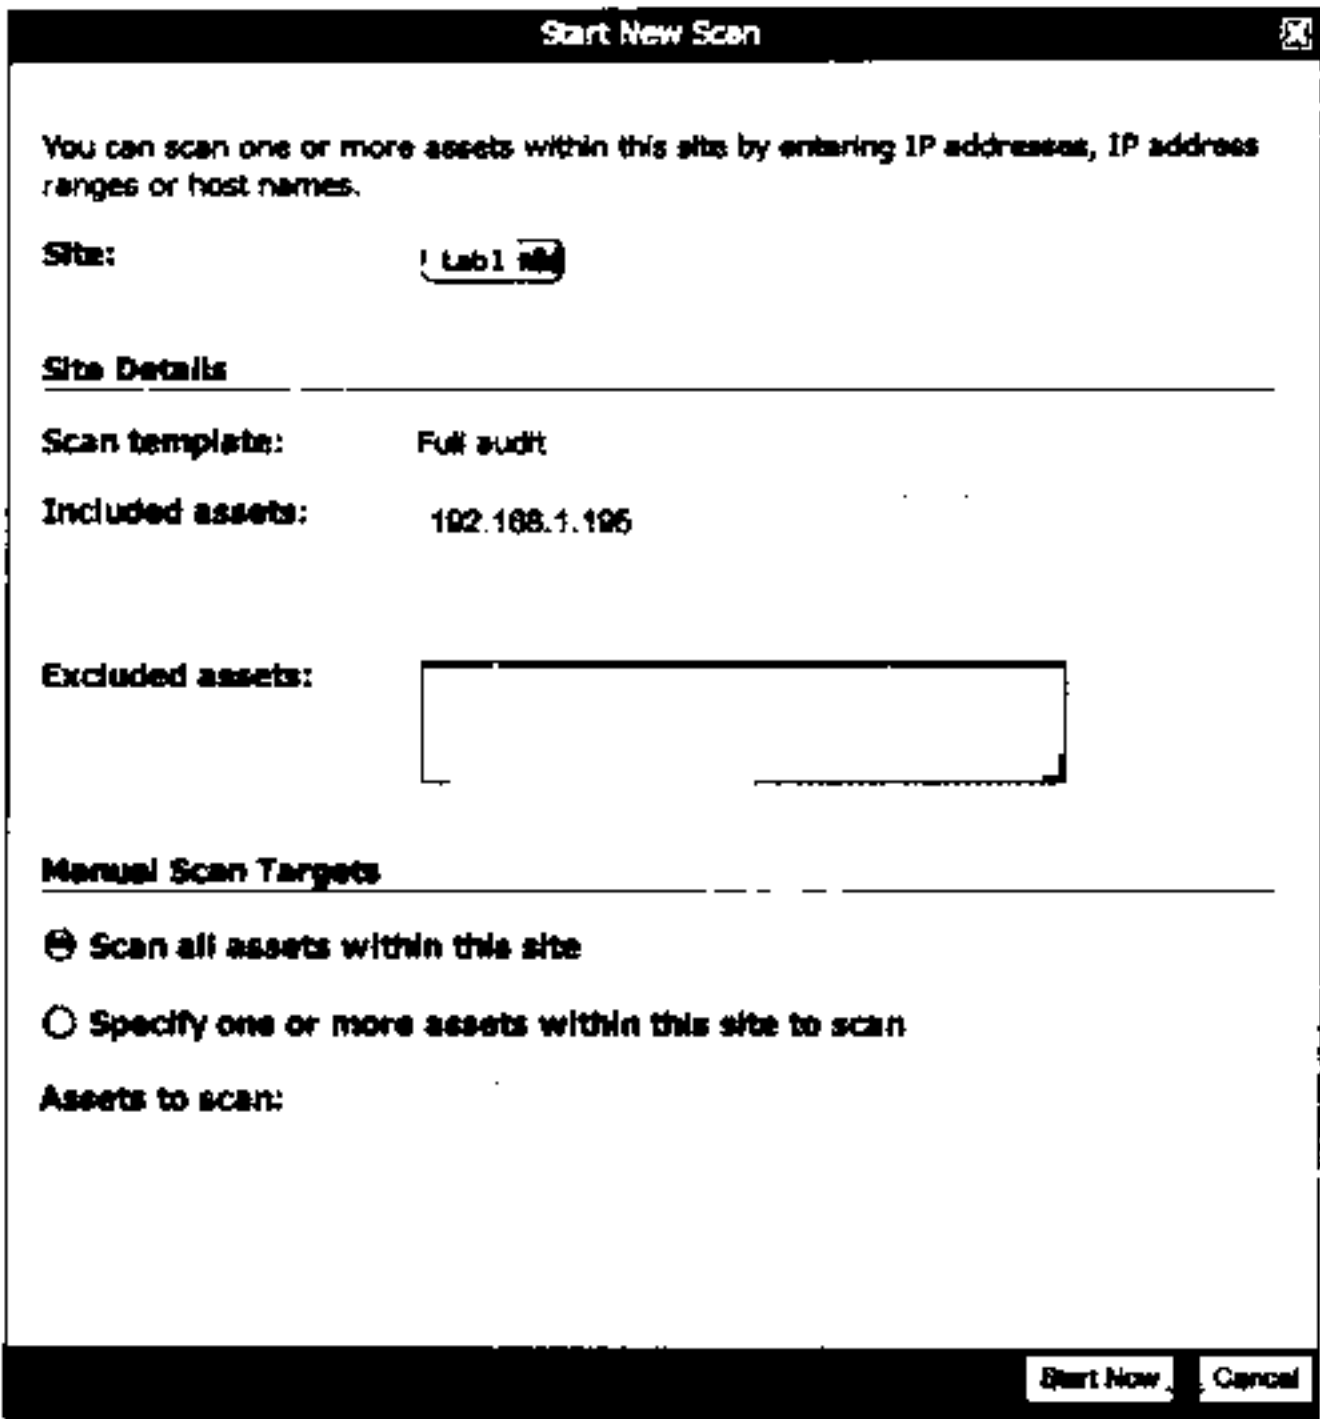 Start New Scan
You can scan one or more assets within this site by entering IP addresses, IP address
ranges or host names.
Site:
Site Details
Scan template: Full audit
Included assets: 192.168.1.195
Excluded assets:
Manual Scan Targets
Scan all assets within this site
Specify one or more assets within this site to scan
Assets to scan:
Start Now Cancel